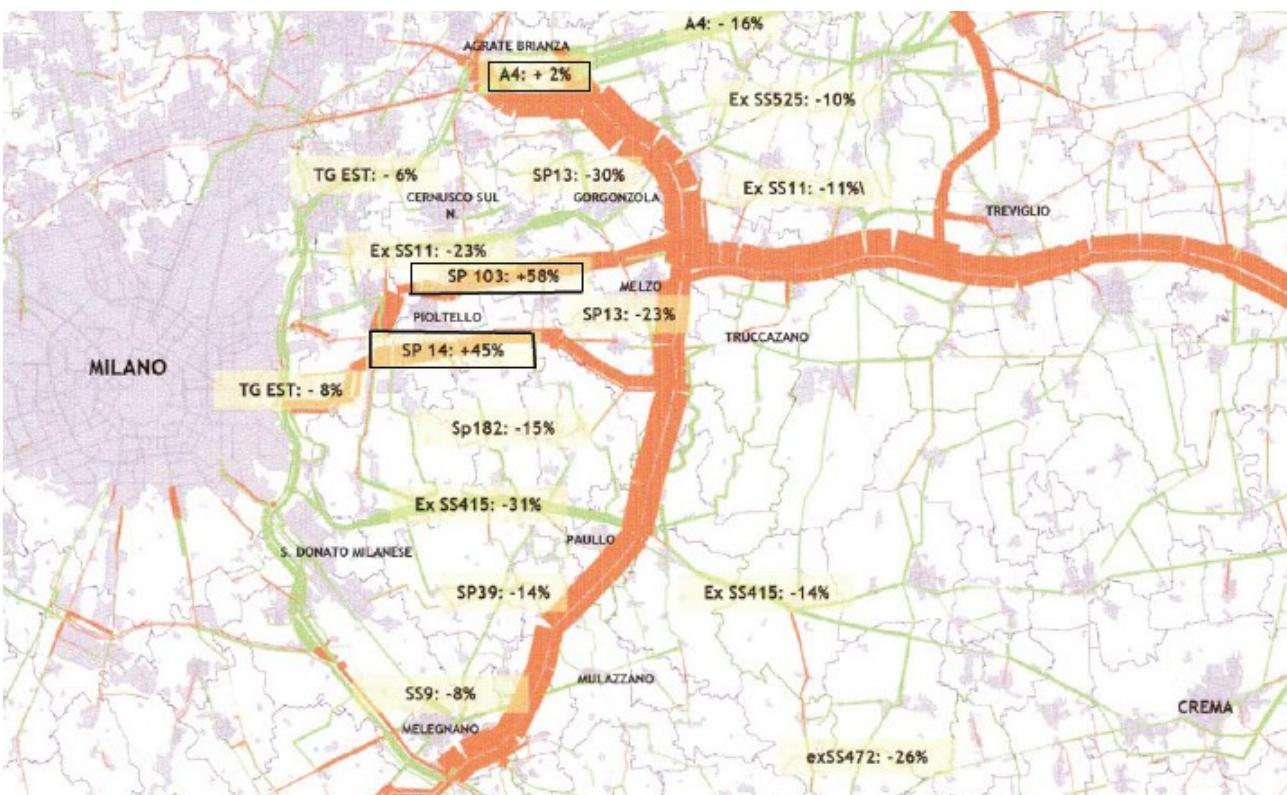 A4: - 16%
AGRATE BRIANZA
A4: + 2%
Ex SS525: -10%
TG EST: - 6%
SP13: -30%
Ex SS11: -11%\
CERNUSCO SUL
N.
GORGONZOLA
TREVIGLIO
Ex SS11: -23%
SP 103: +58%
MELZO
PIOLTELLO
SP13: -23%
TRUCCAZANO
SP 14: +45%
MILANO
TG EST: - 8%
Sp182: -15%
Ex SS415: -31%
PAULLO
S. DONATO MILANESE
SP39: -14%
Ex SS415: -14%
MULAZZANO
SS9: -8%
CREMA
MELEGNANO
exSS472: -26%